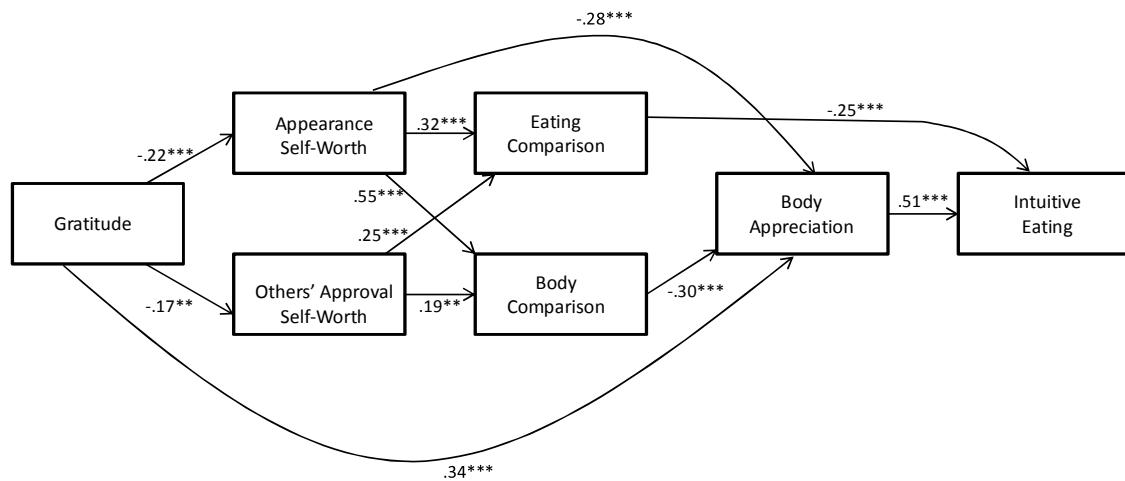 -.28***
Appearance
Self-Worth
.32***
Eating
Comparison
-.25***
-.22***
Gratitude
.55***
.25***
Body
Appreciation
.51***
Intuitive
Eating
-.17**
Others’ Approval
Self-Worth
.19**
Body
Comparison
-.30***
.34***